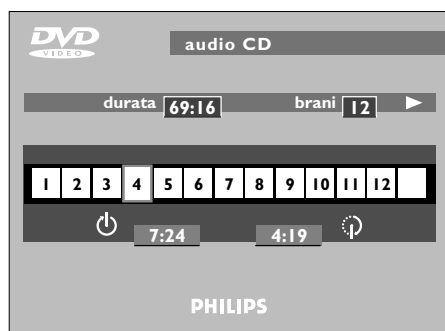 DVD
VIDEO
audio CD
durata 69:16 brani 12
1 2 3 4 5 6 7 8 9 10 11 12
7:24 4:19
PHILIPS